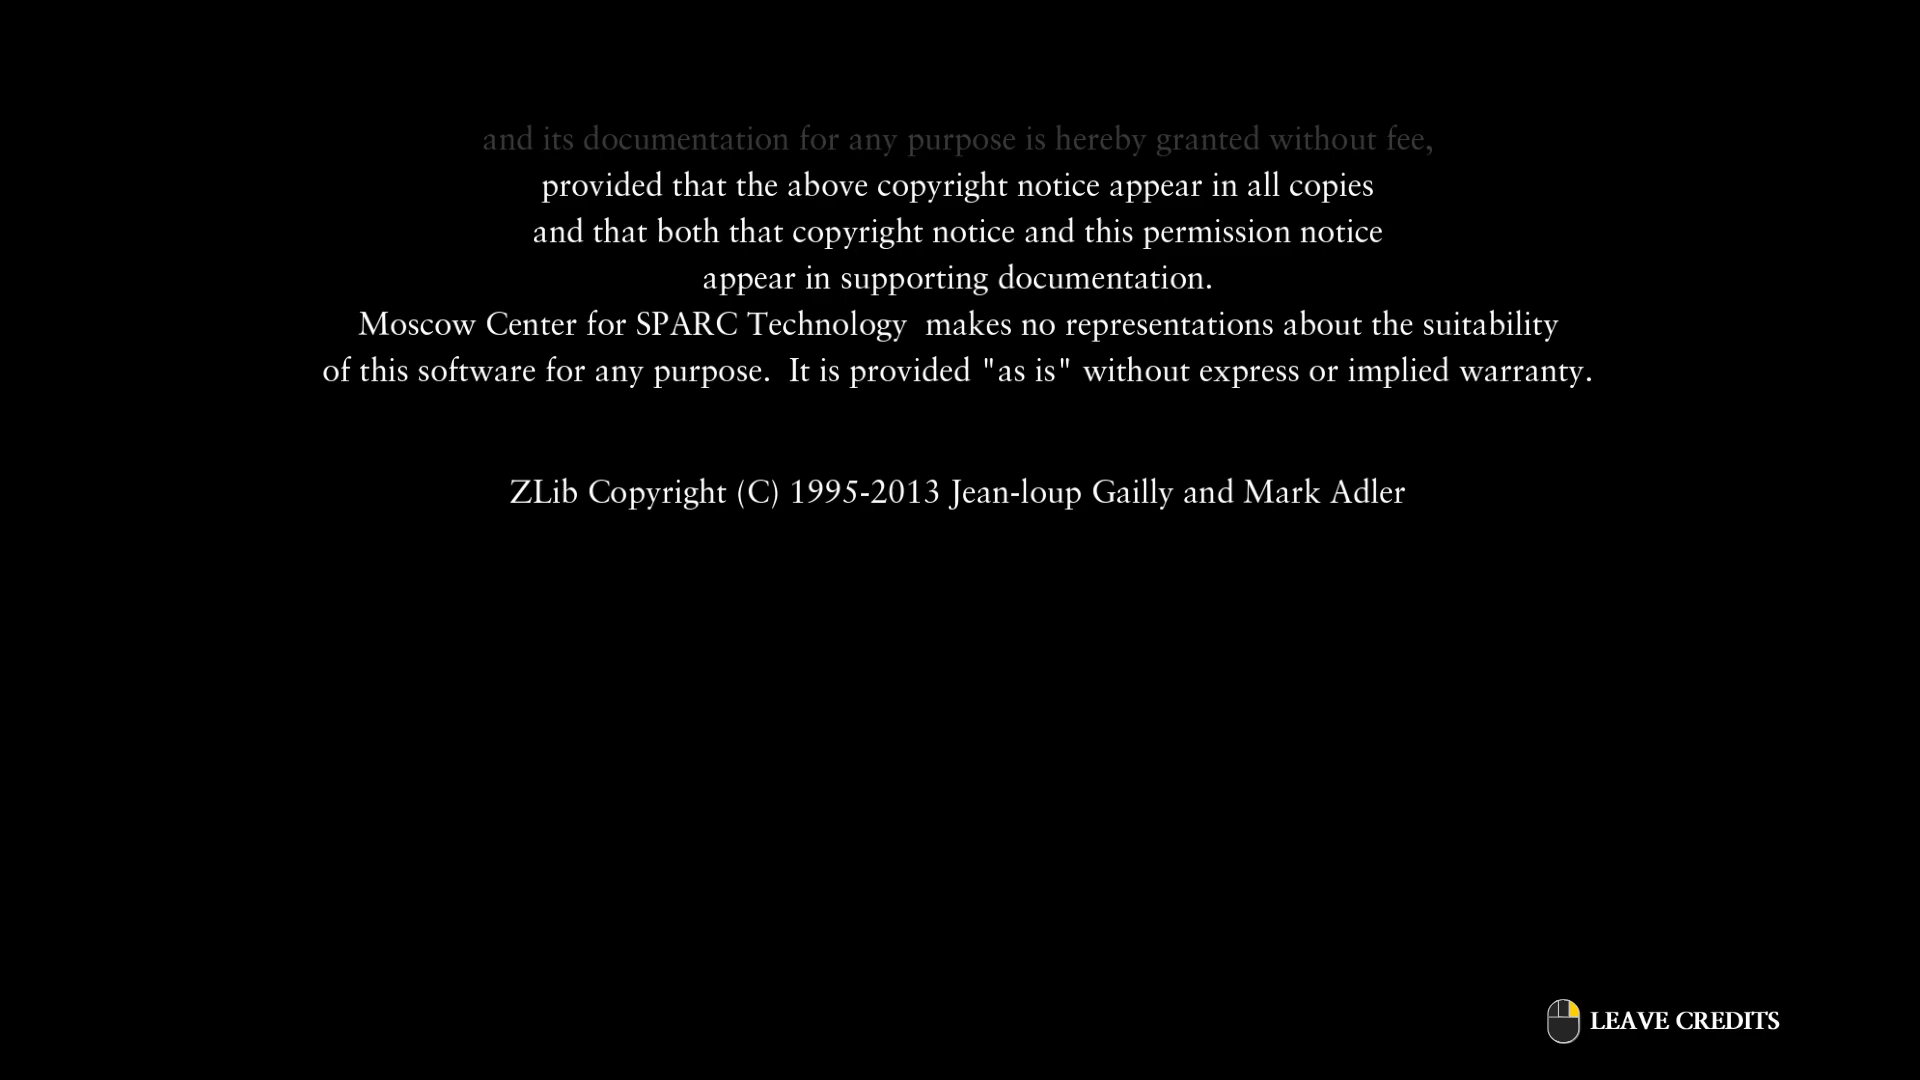 and its documentation for any purpose is hereby granted without fee,
provided that the above copyright notice appear in all copies
and that both that copyright notice and this permission notice
appear in supporting documentation.
Moscow Center for SPARC Technology  makes no representations about the suitability
of this software for any purpose.  It is provided "as is" without express or implied warranty.
ZLib Copyright (C) 1995-2013 Jean-loup Gailly and Mark Adler
LEAVE CREDITS